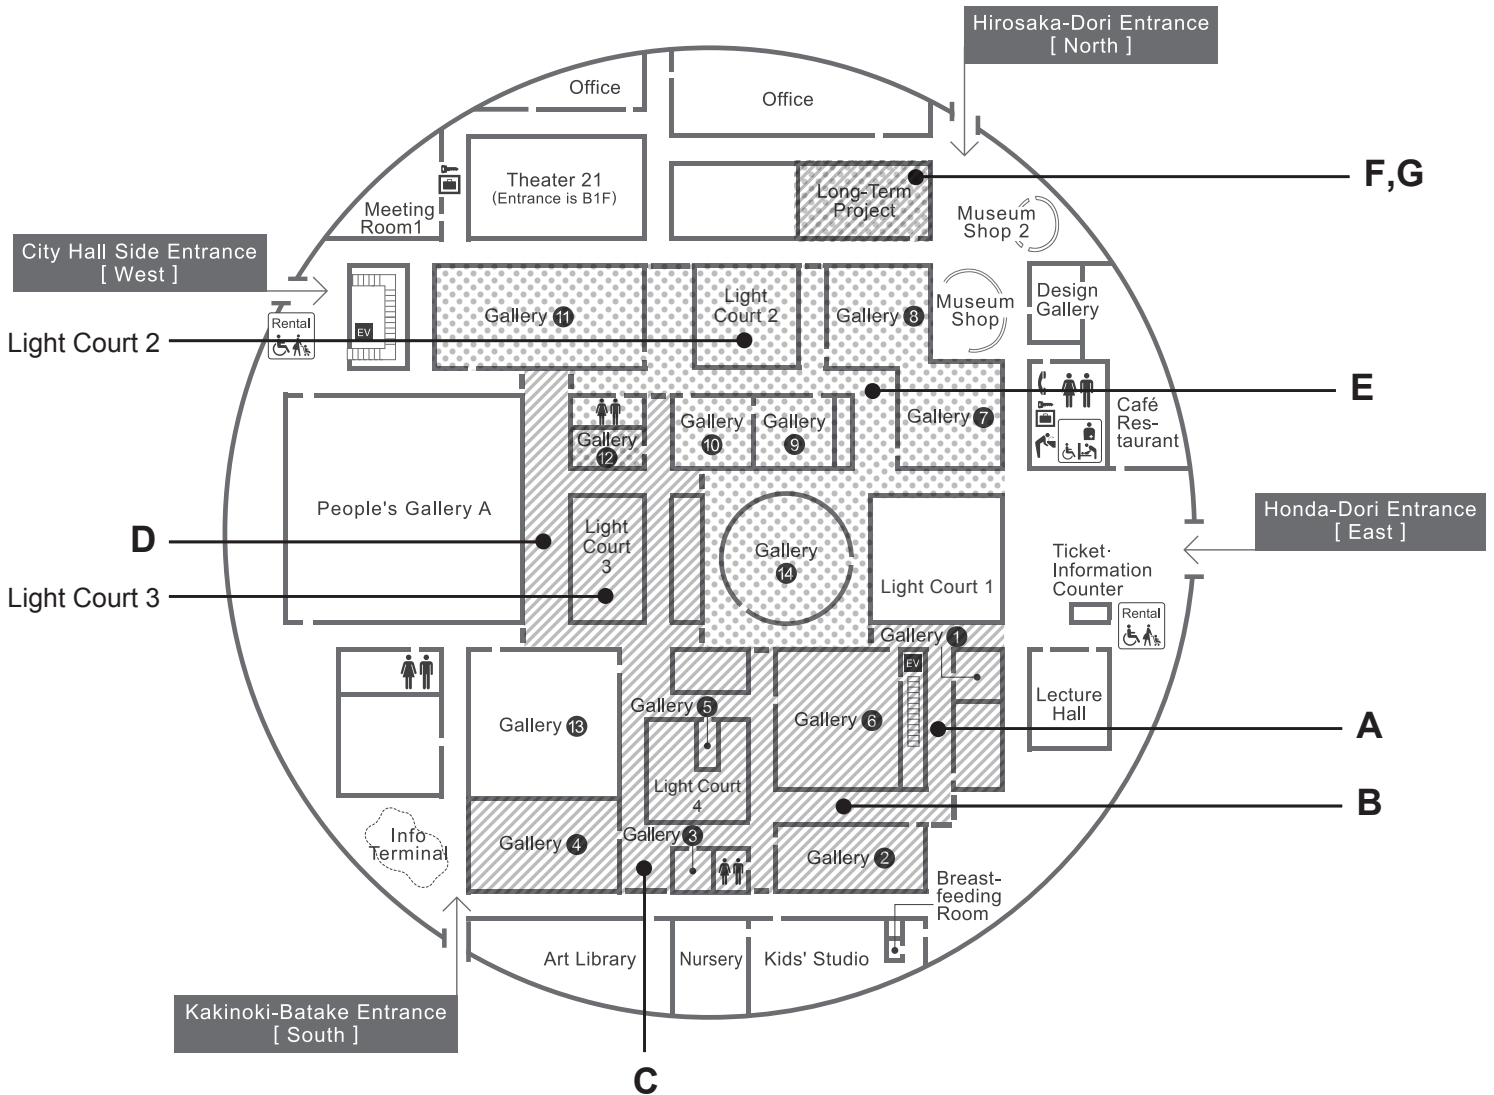 Hirosaka-Dori Entrance
[ North ]
Office
Office
F,G
Theater 21
(Entrance is B1F)
Long-Term
Project
Meeting
Room1
Museum
Shop 2
City Hall Side Entrance
[ West ]
Light
Court 2
Design
Gallery
Museum
Shop
Gallery 11
Gallery 8
Rental
EV
Light Court 2
E
Gallery 7
Café
Res-
taurant
Gallery
10
Gallery
9
Gallery
12
People's Gallery A
Light
Court
3
Honda-Dori Entrance
[ East ]
D
Gallery
14
Ticket·
Information
Counter
Light Court 1
Light Court 3
Rental
Gallery 1
EV
Lecture
Hall
Gallery 5
Gallery 13
Gallery 6
A
Light Court
4
B
Gallery 3
Info
Terminal
Gallery 4
Gallery 2
Breast-
feeding
Room
Art Library
Nursery
Kids' Studio
Kakinoki-Batake Entrance
[ South ]
C